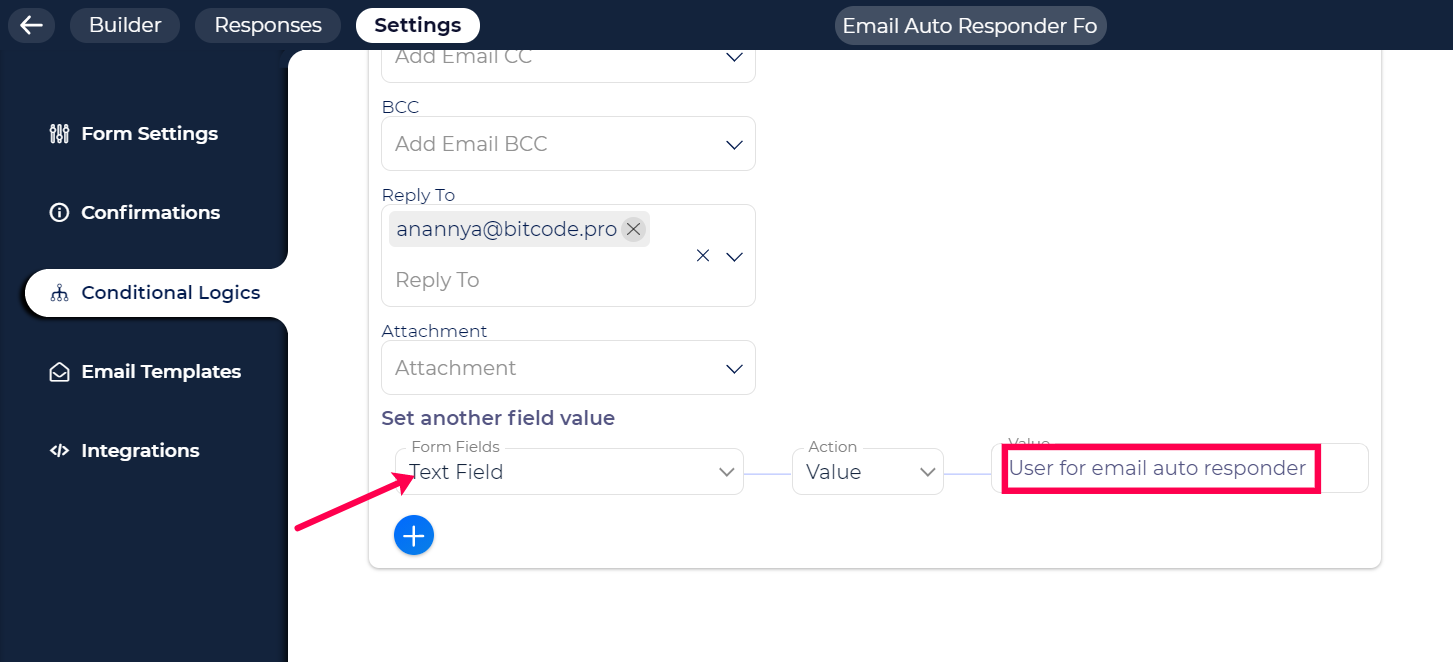 Builder
Responses
Settings
Email Auto Responder Fo
Form Settings
Confirmations
Conditional Logics
Email Templates
Integrations
Add Email CC
BCC
Add Email BCC
Reply To
anannya@bitcode.pro
Reply To
Attachment
Attachment
Set another field value
Form Fields
Text Field
Action
Value
Value
User for email auto responder